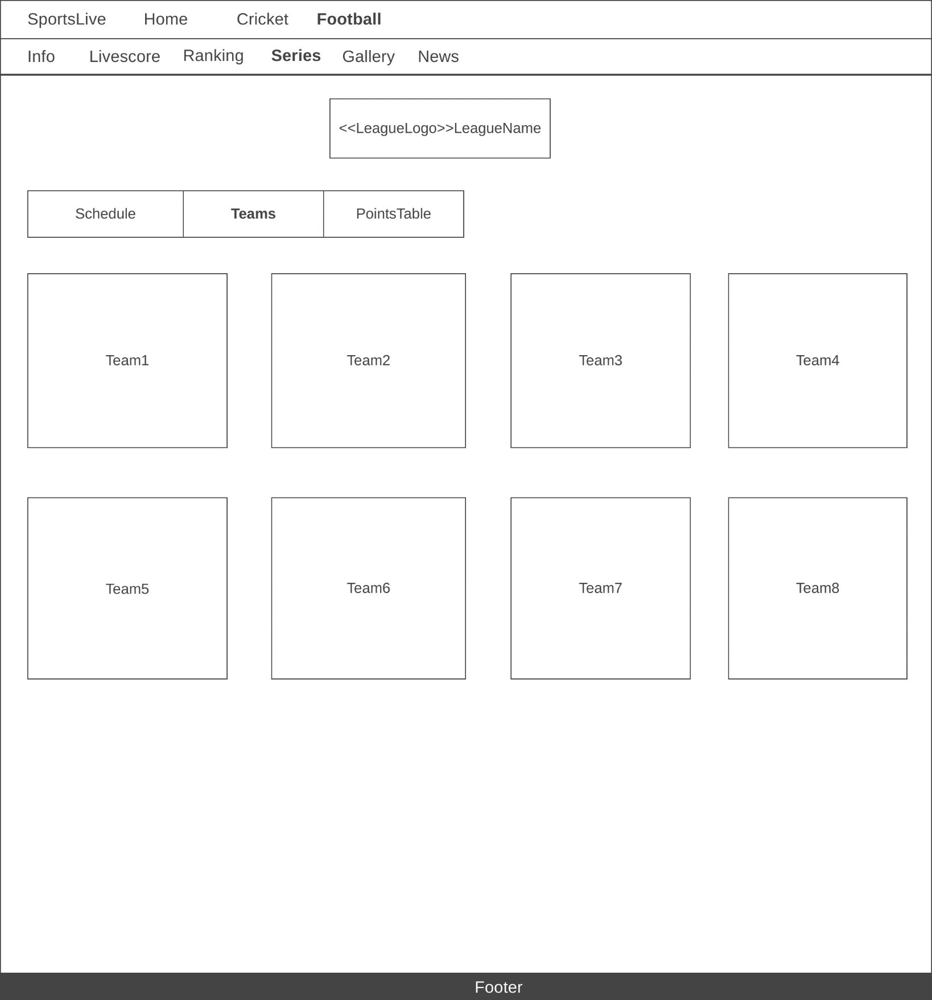 SportsLive Home Cricket Football
Info Livescore Ranking Series Gallery News
<<LeagueLogo>>LeagueName
Schedule Teams PointsTable
Team1 Team2 Team3 Team4
Team5 Team6 Team7 Team8
Footer